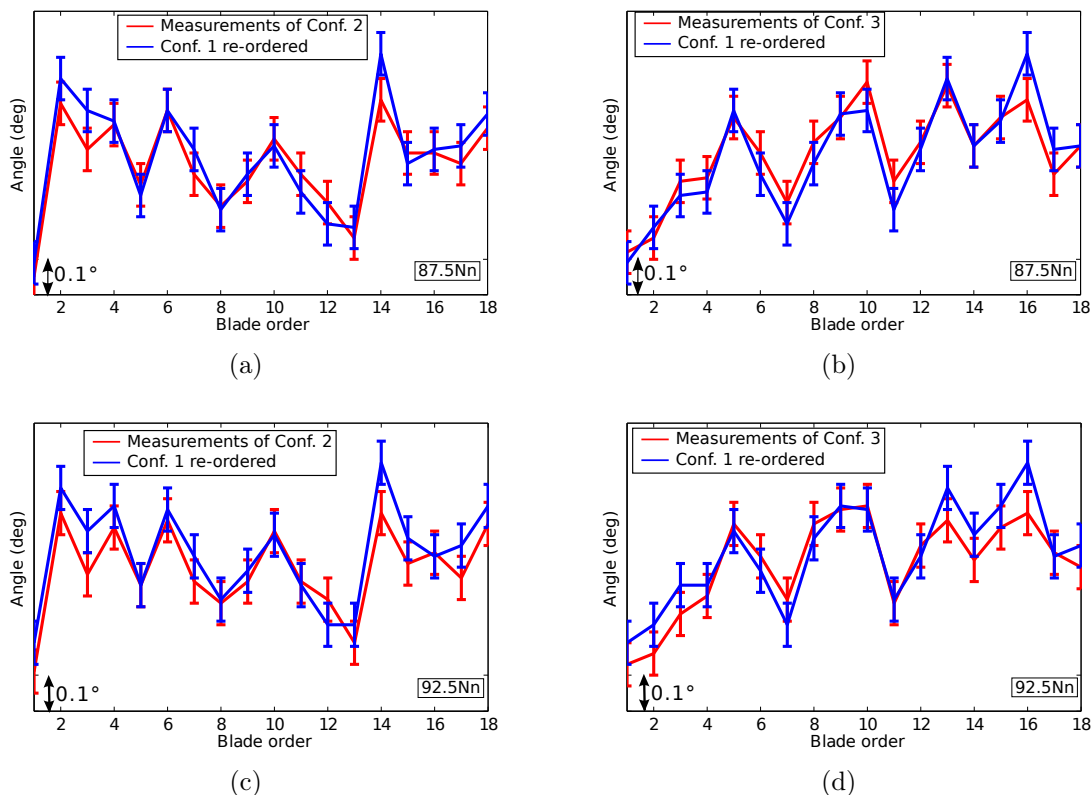 Measurements of Conf. 2
Conf. 1 re-ordered
Angle (deg)
0.1°
87.5Nn
2 4 6 8 10 12 14 16 18
Blade order
(a)
Measurements of Conf. 3
Conf. 1 re-ordered
Angle (deg)
0.1°
87.5Nn
2 4 6 8 10 12 14 16 18
Blade order
(b)
Measurements of Conf. 2
Conf. 1 re-ordered
Angle (deg)
0.1°
92.5Nn
2 4 6 8 10 12 14 16 18
Blade order
(c)
Measurements of Conf. 3
Conf. 1 re-ordered
Angle (deg)
0.1°
92.5Nn
2 4 6 8 10 12 14 16 18
Blade order
(d)